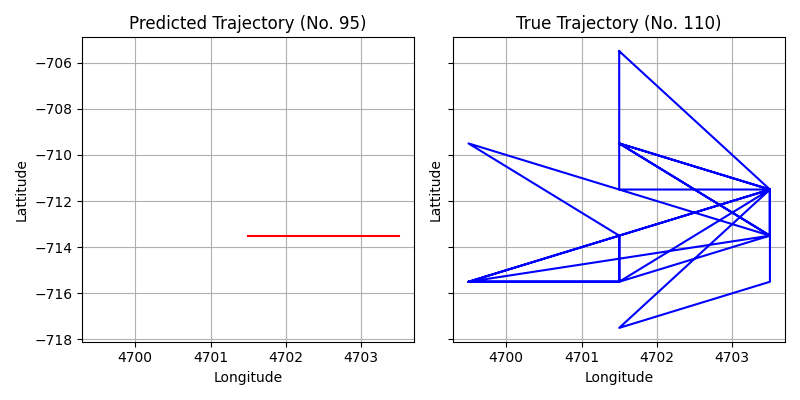 Predicted Trajectory (No. 95)
True Trajectory (No. 110)
−706
−708
−710
−712
−714
−716
−718
Lattitude
4700
4701
4702
4703
Longitude
Lattitude
4700
4701
4702
4703
Longitude